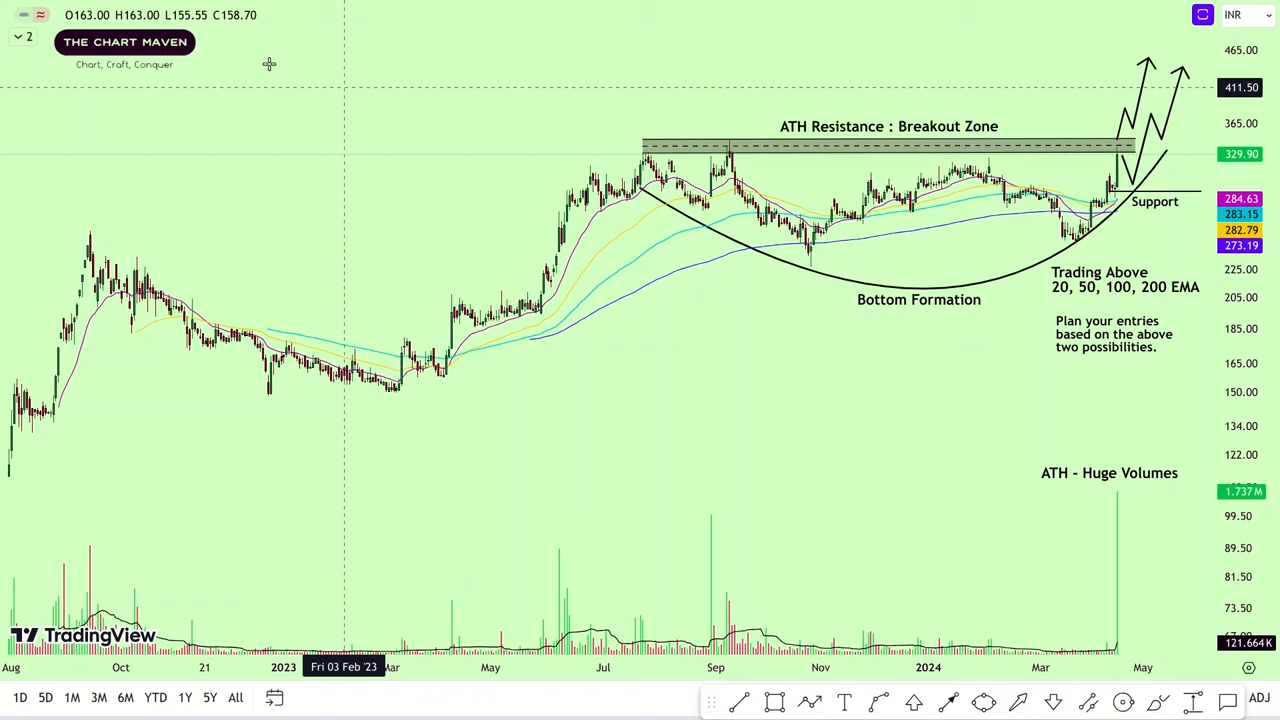 O163.00 H163.00 L155.55 C158.70
INR
2
THE CHART MAVEN
Chart, Craft, Conquer
465.00
411.50
ATH Resistance : Breakout Zone
365.00
329.90
284.63
Support
283.15
282.79
273.19
Trading Above
225.00
20, 50, 100, 200 EMA
Bottom Formation
205.00
Plan your entries
based on the above
two possibilities.
185.00
165.00
150.00
134.00
122.00
ATH - Huge Volumes
1.737M
99.50
89.50
81.50
73.50
TradingView
121.664K
Aug Oct 21 2023 Fri 03 Feb '23 Mar May Jul Sep Nov 2024 Mar May
1D 5D 1M 3M 6M YTD 1Y 5Y All
ADJ